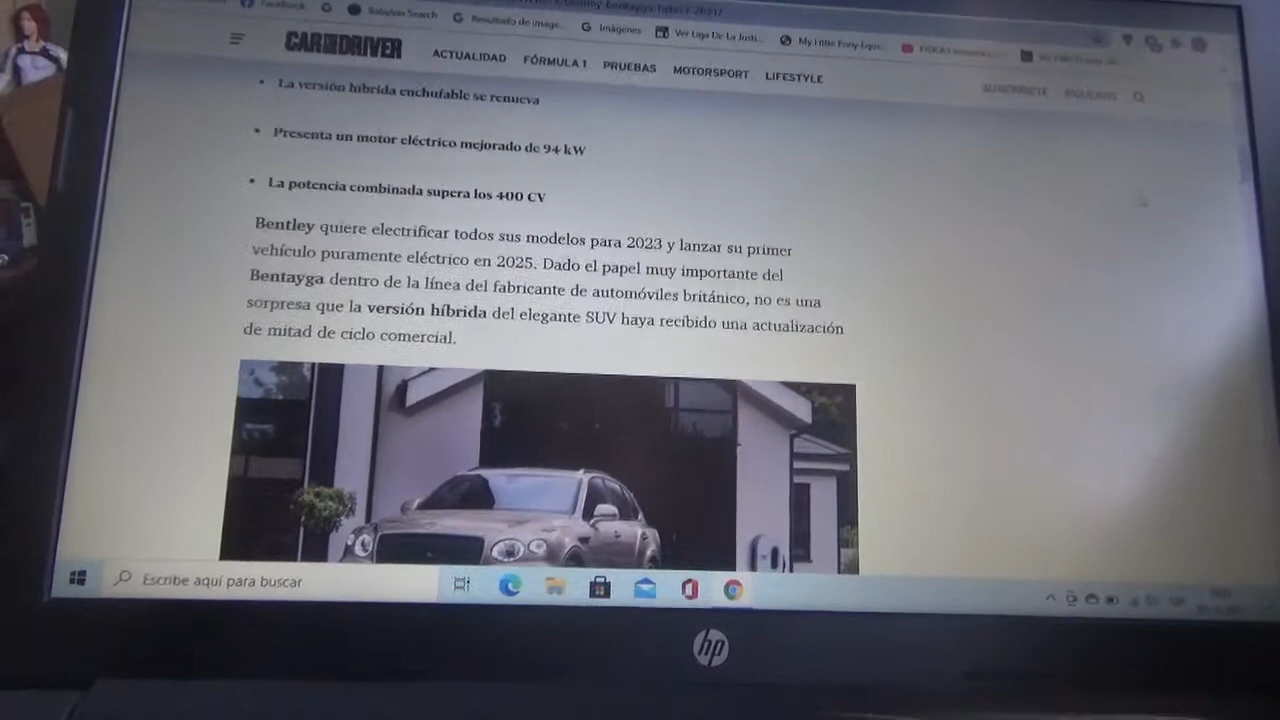 Facebook
Babylon Search
Resultado de image...
Imágenes
Ver Liga De La Justi...
My Little Pony Eque...
CAR AND DRIVER
ACTUALIDAD
FÓRMULA 1
PRUEBAS
MOTORSPORT
LIFESTYLE
• La versión híbrida enchufable se renueva
• Presenta un motor eléctrico mejorado de 94 kW
• La potencia combinada supera los 400 CV
Bentley quiere electrificar todos sus modelos para 2023 y lanzar su primer
vehículo puramente eléctrico en 2025. Dado el papel muy importante del
Bentayga dentro de la línea del fabricante de automóviles británico, no es una
sorpresa que la versión híbrida del elegante SUV haya recibido una actualización
de mitad de ciclo comercial.
Escribe aquí para buscar
hp